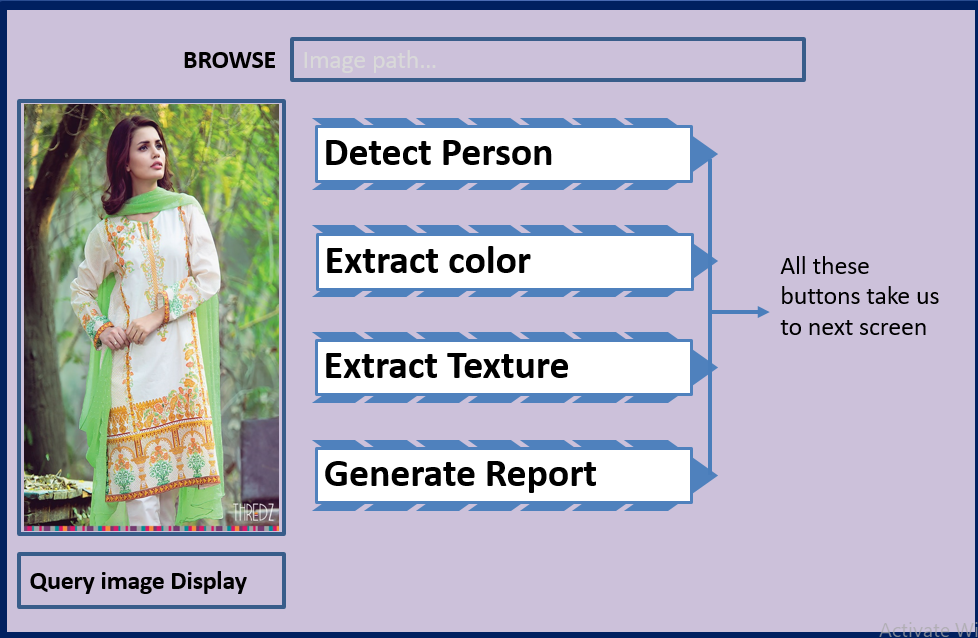 BROWSE Image path...
Detect Person
Extract color
All these
buttons take us
to next screen
Extract Texture
Generate Report
THREDZ
Query image Display
Activate W